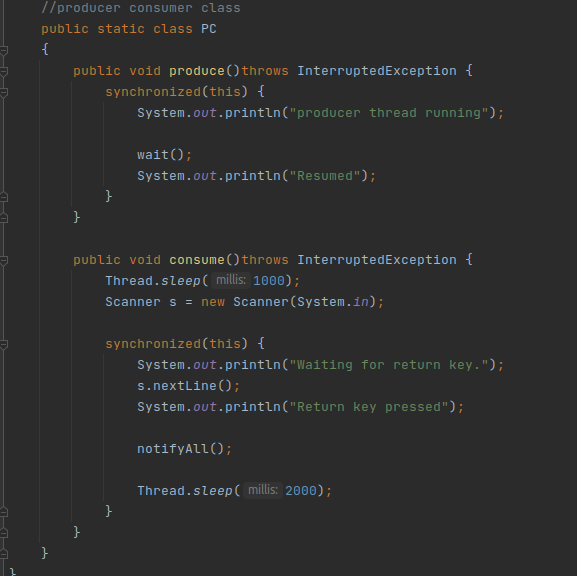 //producer consumer class
public static class PC
{
public void produce()throws InterruptedException {
synchronized(this) {
System.out.println("producer thread running");
wait();
System.out.println("Resumed");
}
}
public void consume()throws InterruptedException {
Thread.sleep( millis: 1000);
Scanner s = new Scanner(System.in);
synchronized(this) {
System.out.println("Waiting for return key.");
s.nextLine();
System.out.println("Return key pressed");
notifyAll();
Thread.sleep( millis: 2000);
}
}
}
}